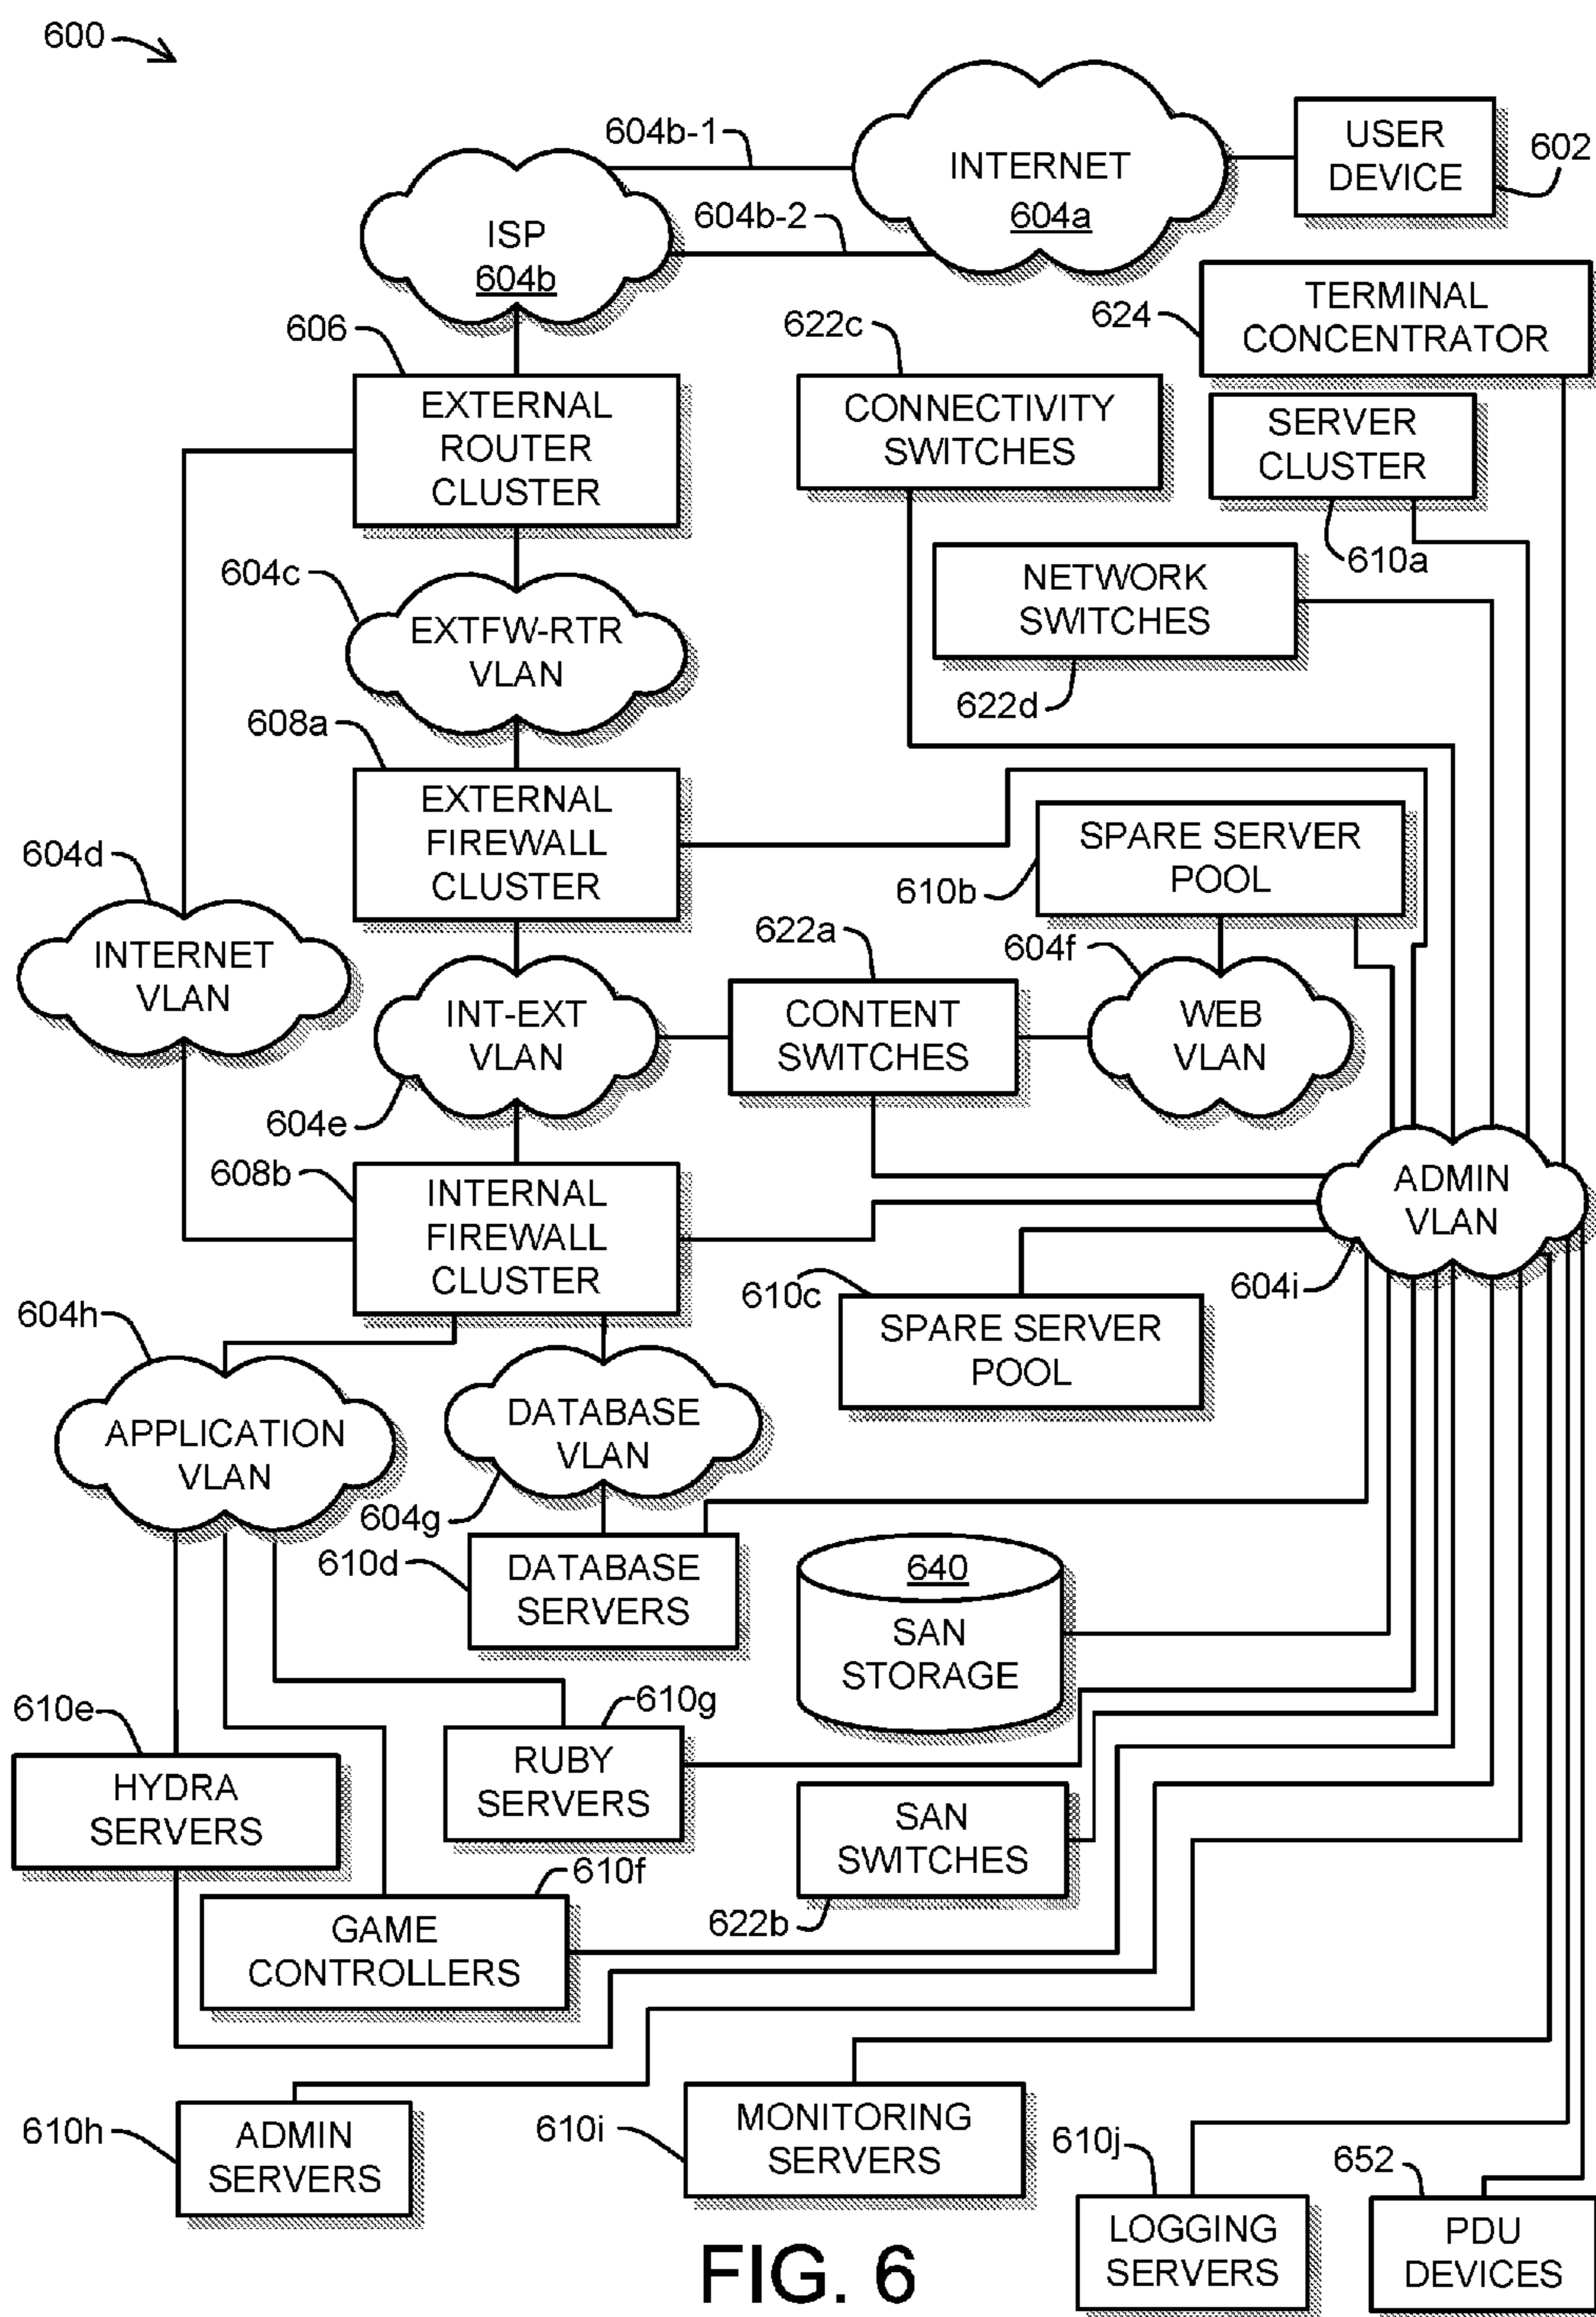 600
604b-1
INTERNET
604a
USER
DEVICE
602
ISP
604b
604b-2
606
622c
624
TERMINAL
CONCENTRATOR
EXTERNAL
ROUTER
CLUSTER
CONNECTIVITY
SWITCHES
SERVER
CLUSTER
610a
604c
EXTFW-RTR
VLAN
NETWORK
SWITCHES
622d
608a
EXTERNAL
FIREWALL
CLUSTER
SPARE SERVER
POOL
610b
604d
INTERNET
VLAN
622a
604f
INT-EXT
VLAN
604e
CONTENT
SWITCHES
WEB
VLAN
608b
INTERNAL
FIREWALL
CLUSTER
ADMIN
VLAN
604i
610c
SPARE SERVER
POOL
604h
APPLICATION
VLAN
DATABASE
VLAN
604g
610d
DATABASE
SERVERS
640
SAN
STORAGE
610e
HYDRA
SERVERS
610g
RUBY
SERVERS
SAN
SWITCHES
622b
610f
GAME
CONTROLLERS
610h
ADMIN
SERVERS
610i
MONITORING
SERVERS
610j
LOGGING
SERVERS
652
PDU
DEVICES
FIG. 6